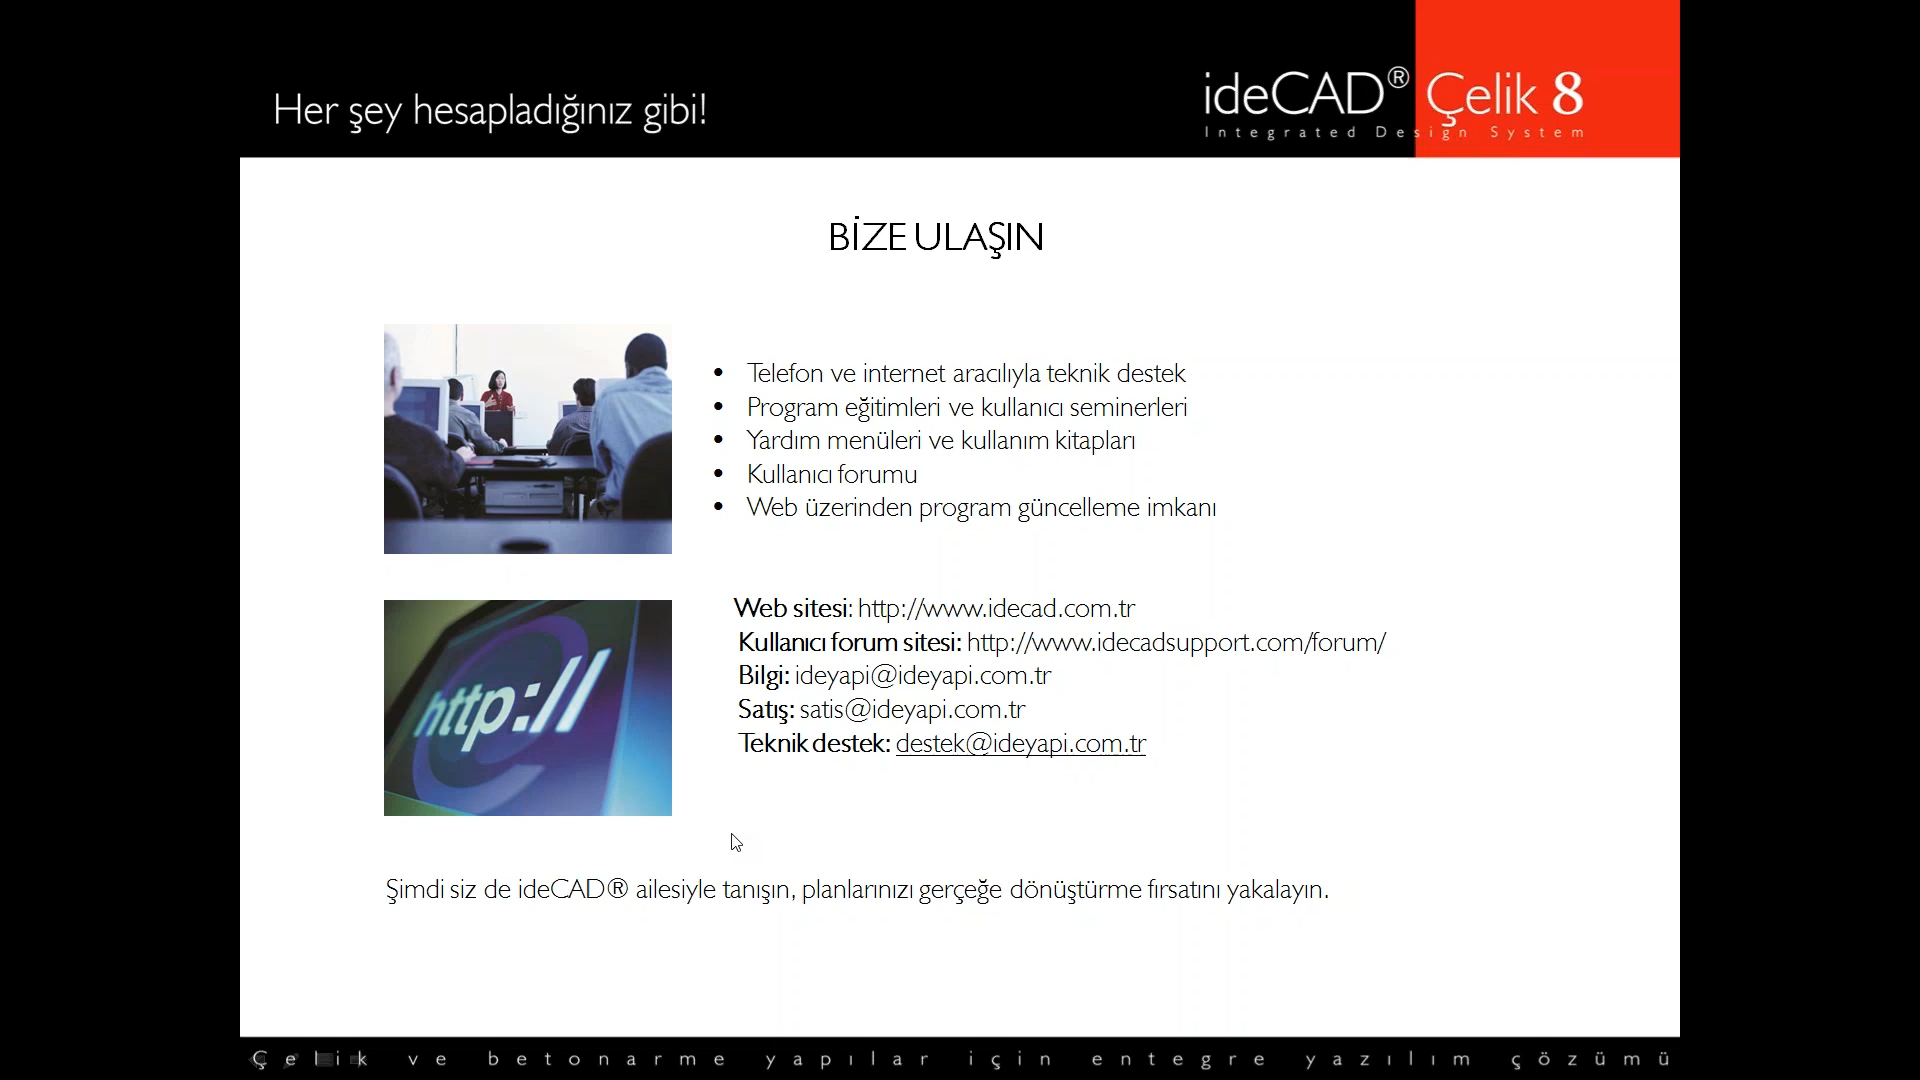 Her şey hesapladığınız gibi!
ideCAD® Çelik 8
Integrated Design System
BİZE ULAŞIN
• Telefon ve internet aracılıyla teknik destek
• Program eğitimleri ve kullanıcı seminerleri
• Yardım menüleri ve kullanım kitapları
• Kullanıcı forumu
• Web üzerinden program güncelleme imkanı
http://
Web sitesi: http://www.idecad.com.tr
Kullanıcı forum sitesi: http://www.idecadsupport.com/forum/
Bilgi: ideyapi@ideyapi.com.tr
Satış: satis@ideyapi.com.tr
Teknik destek: destek@ideyapi.com.tr
Şimdi siz de ideCAD® ailesiyle tanışın, planlarınızı gerçeğe dönüştürme fırsatını yakalayın.
Çelik ve betonarme yapılar için entegre yazılım çözümü